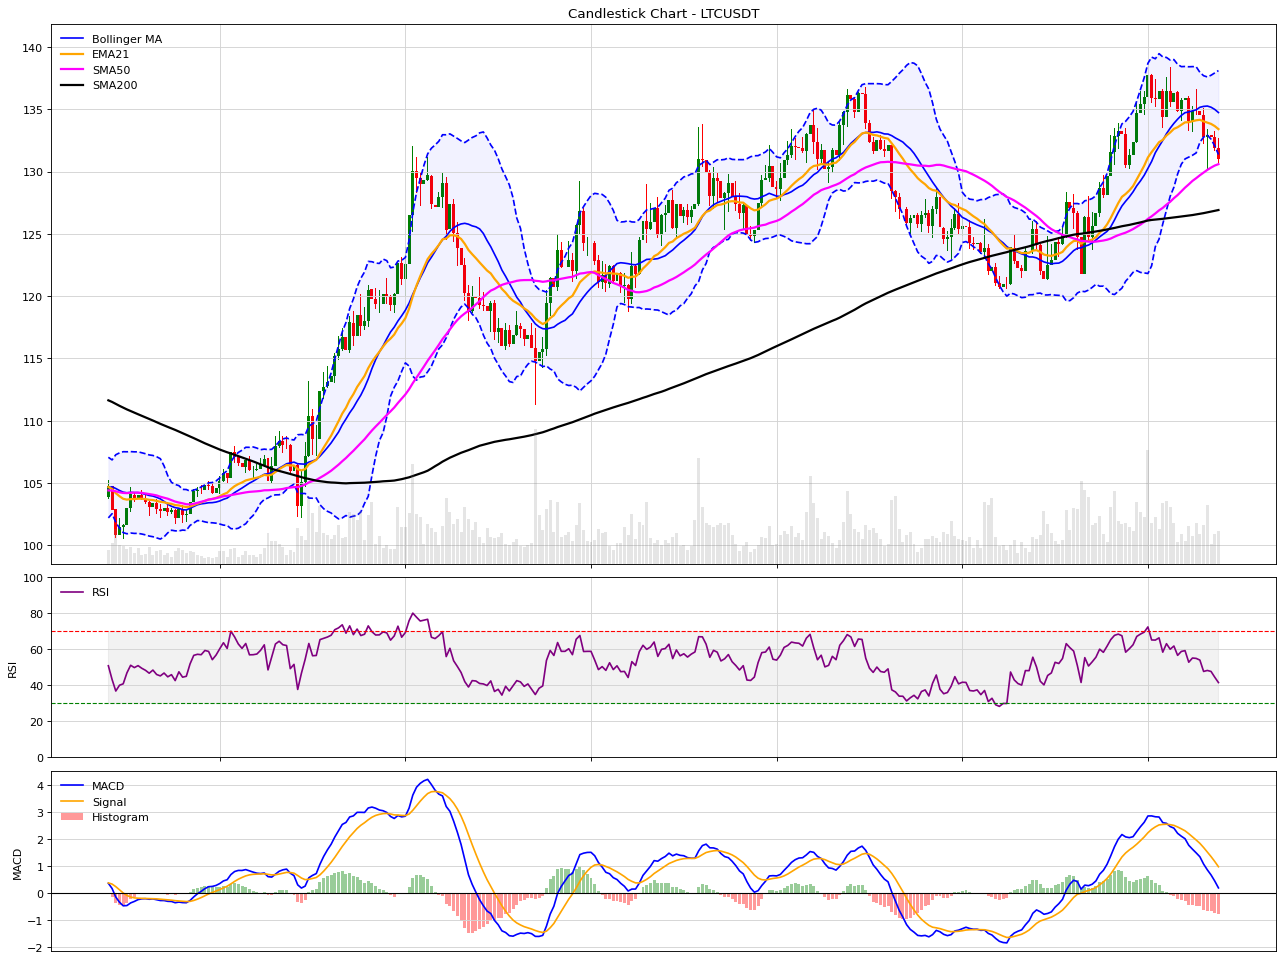 Candlestick Chart - LTCUSDT
Bollinger MA
EMA21
SMA50
SMA200
140
135
130
125
120
115
110
105
100
RSI
100
80
60
40
20
0
RSI
MACD
Signal
Histogram
4
3
2
1
0
−1
−2
MACD